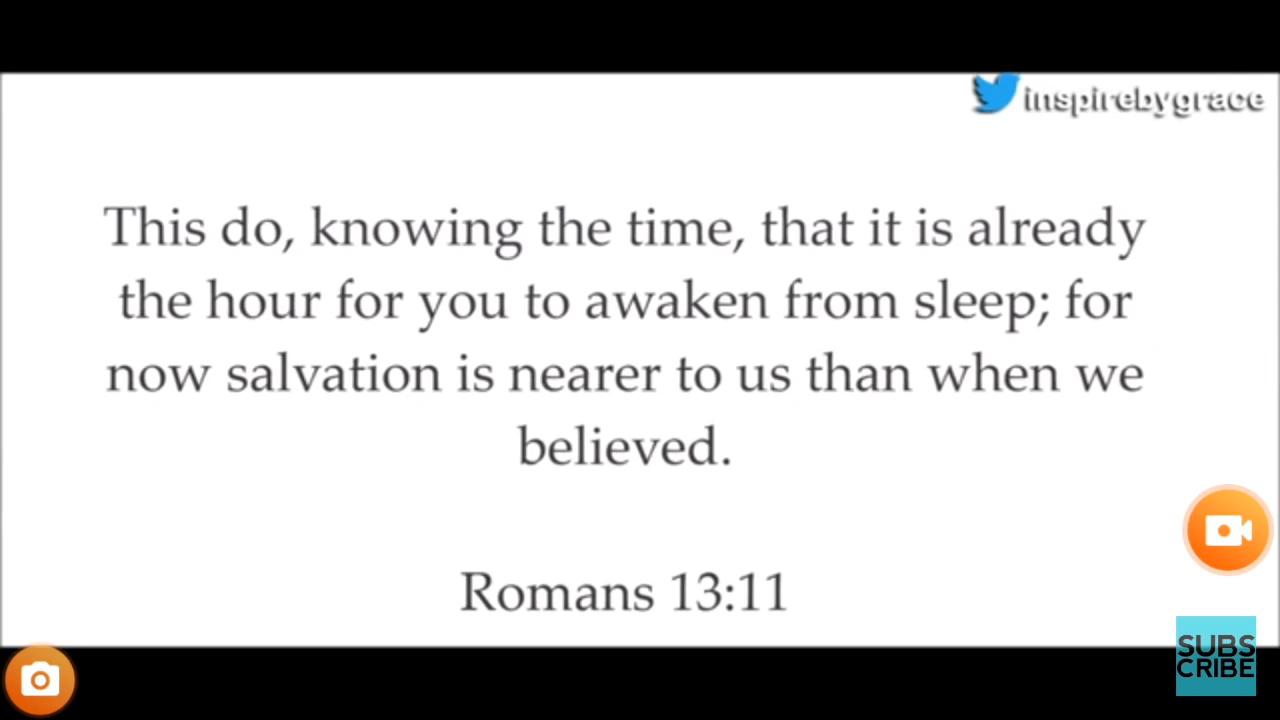 inspirebygrace
This do, knowing the time, that it is already
the hour for you to awaken from sleep; for
now salvation is nearer to us than when we
believed.
Romans 13:11
SUBS
CRIBE